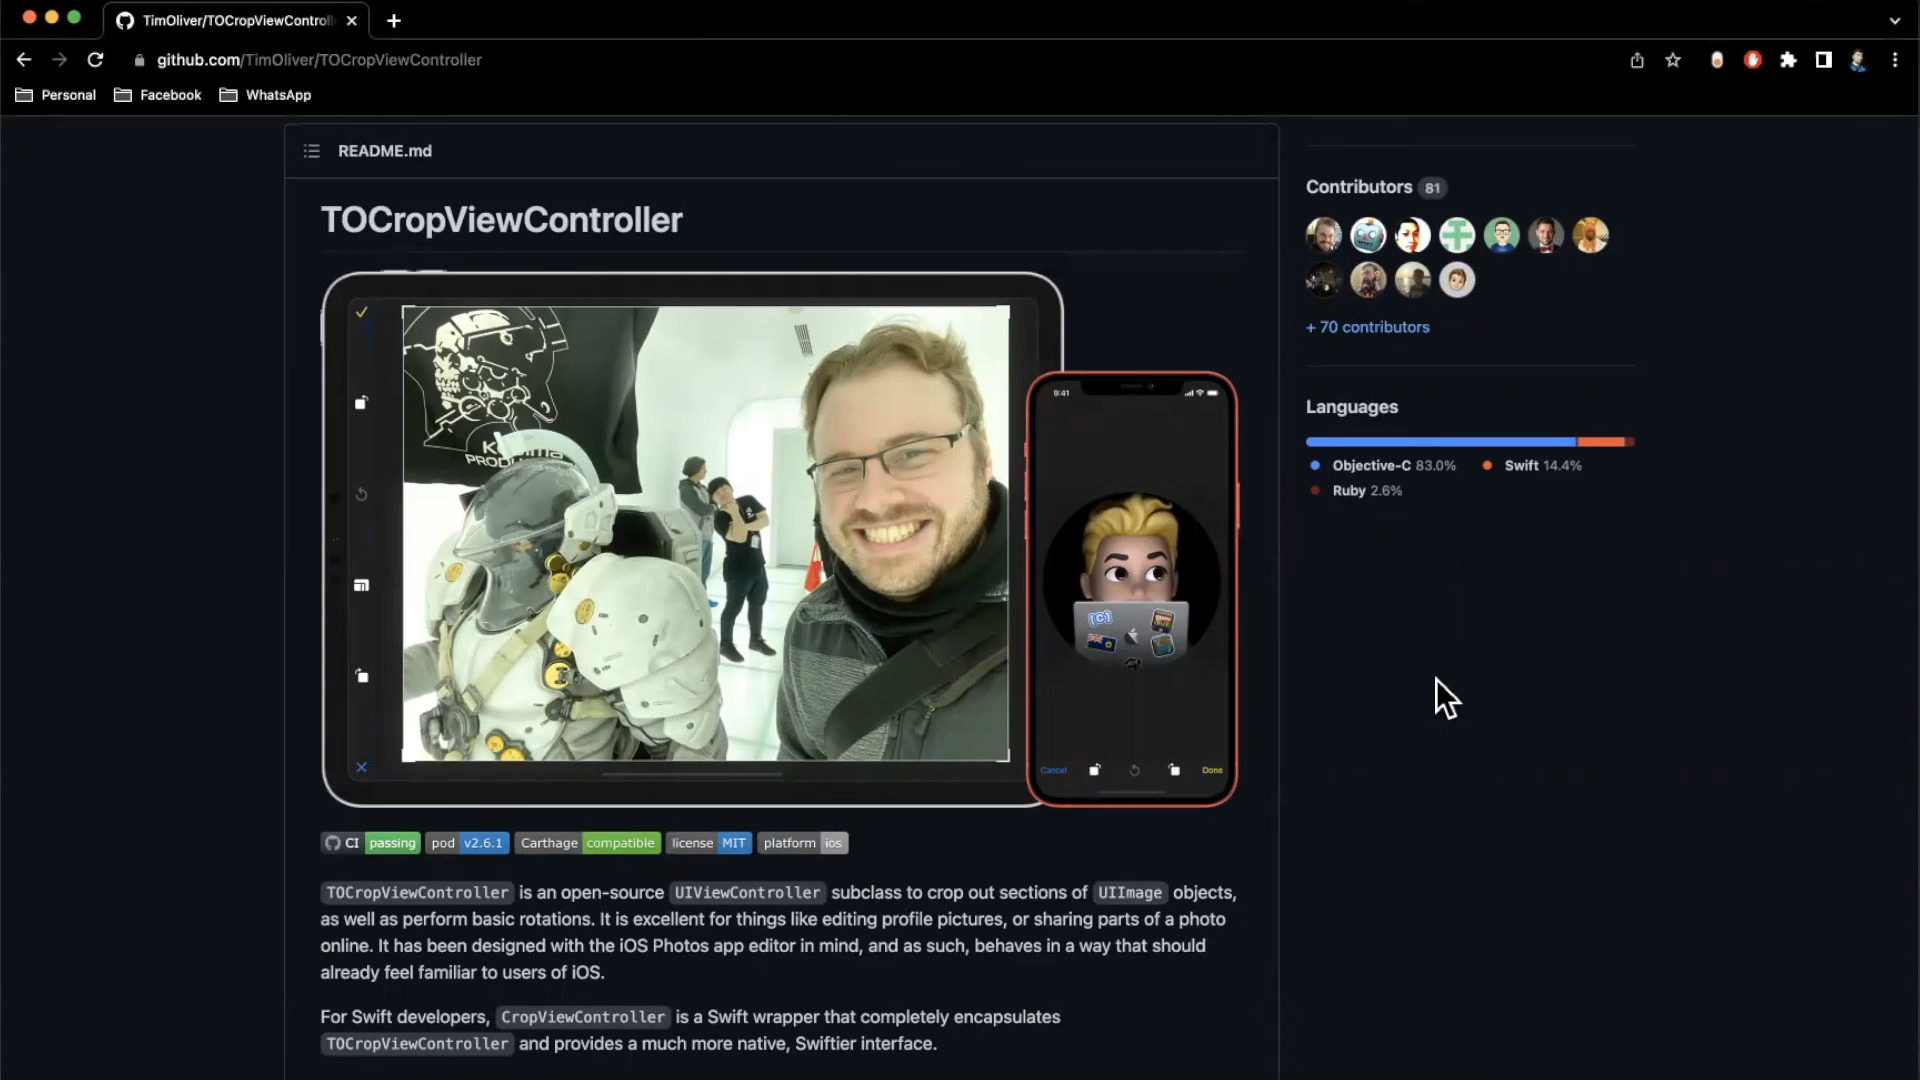 TimOliver/TOCropViewControll
github.com/TimOliver/TOCropViewController
Personal Facebook WhatsApp
README.md
TOCropViewController
PRODU
9:41
Cancel Done
CI passing pod v2.6.1 Carthage compatible license MIT platform ios
TOCropViewController is an open-source UIViewController subclass to crop out sections of UIImage objects,
as well as perform basic rotations. It is excellent for things like editing profile pictures, or sharing parts of a photo
online. It has been designed with the iOS Photos app editor in mind, and as such, behaves in a way that should
already feel familiar to users of iOS.
For Swift developers, CropViewController is a Swift wrapper that completely encapsulates
TOCropViewController and provides a much more native, Swiftier interface.
Contributors 81
+ 70 contributors
Languages
Objective-C 83.0% Swift 14.4%
Ruby 2.6%